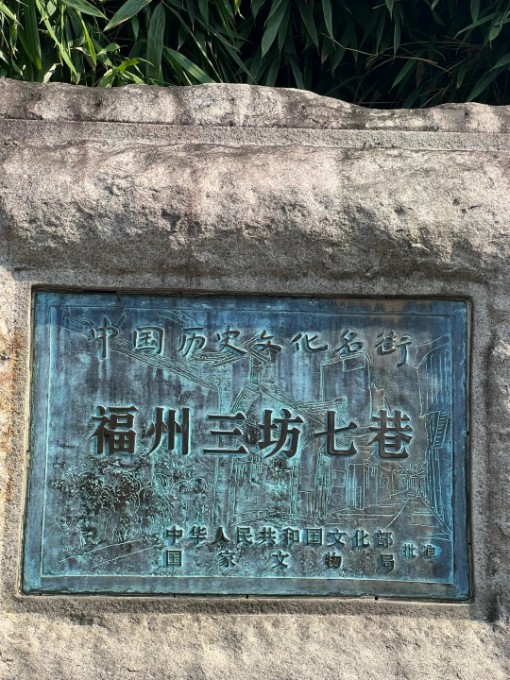 中国历史文化名街
福州三坊七巷
中华人民共和国文化部
国家文物局 批准